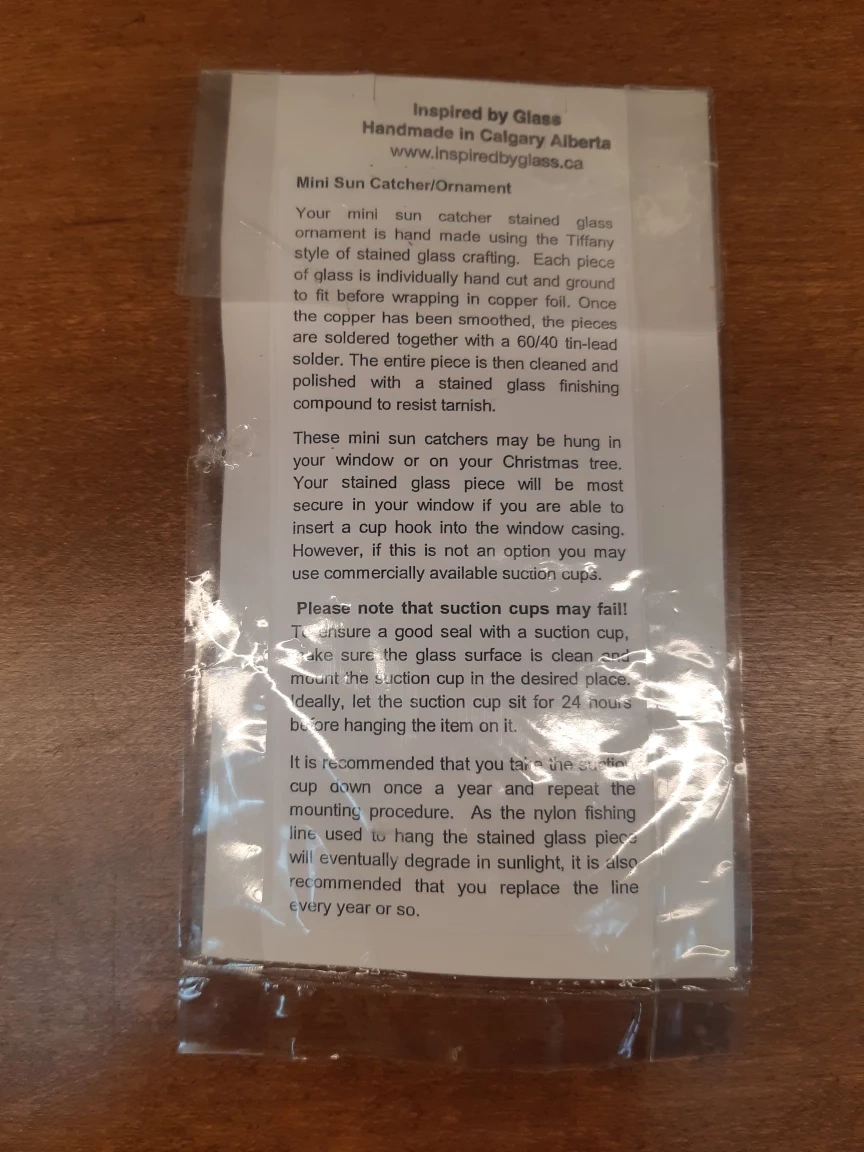 Inspired by Glass
Handmade in Calgary Alberta
www.inspiredbyglass.ca
Mini Sun Catcher/Ornament
Your mini sun catcher stained glass
ornament is hand made using the Tiffany
style of stained glass crafting. Each piece
of glass is individually hand cut and ground
to fit before wrapping in copper foil. Once
the copper has been smoothed, the pieces
are soldered together with a 60/40 tin-lead
solder. The entire piece is then cleaned and
polished with a stained glass finishing
compound to resist tarnish.
These mini sun catchers may be hung in
your window or on your Christmas tree.
Your stained glass piece will be most
secure in your window if you are able to
insert a cup hook into the window casing.
However, if this is not an option you may
use commercially available suction cups.
Please note that suction cups may fail!
To ensure a good seal with a suction cup,
make sure the glass surface is clean and
mount the suction cup in the desired place.
Ideally, let the suction cup sit for 24 hours
before hanging the item on it.
It is recommended that you take the suction
cup down once a year and repeat the
mounting procedure. As the nylon fishing
line used to hang the stained glass piece
will eventually degrade in sunlight, it is also
recommended that you replace the line
every year or so.